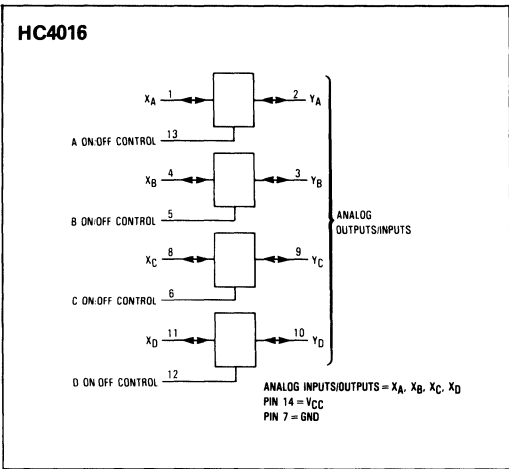 HC4016
XA 1 2 YA
A ON:OFF CONTROL 13
XB 4 3 YB
B ON/OFF CONTROL 5
ANALOG
OUTPUTS/INPUTS
XC 8 9 YC
C ON:OFF CONTROL 6
XD 11 10 YD
D ON OFF CONTROL 12
ANALOG INPUTS/OUTPUTS = XA, XB, XC, XD
PIN 14 = VCC
PIN 7 = GND